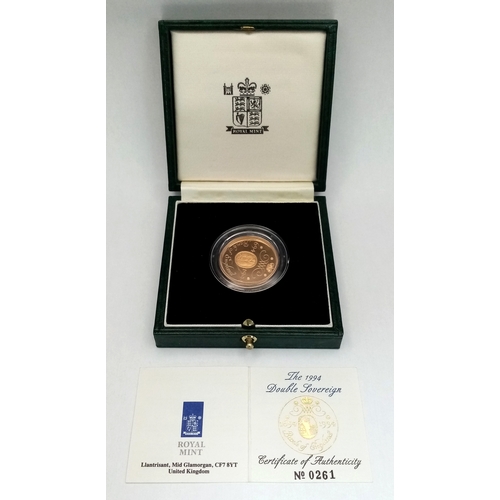 ROYAL MINT
ROYAL
MINT
Llantrisant, Mid Glamorgan, CF7 8YT
United Kingdom
The 1994
Double Sovereign
Certificate of Authenticity
No 0261